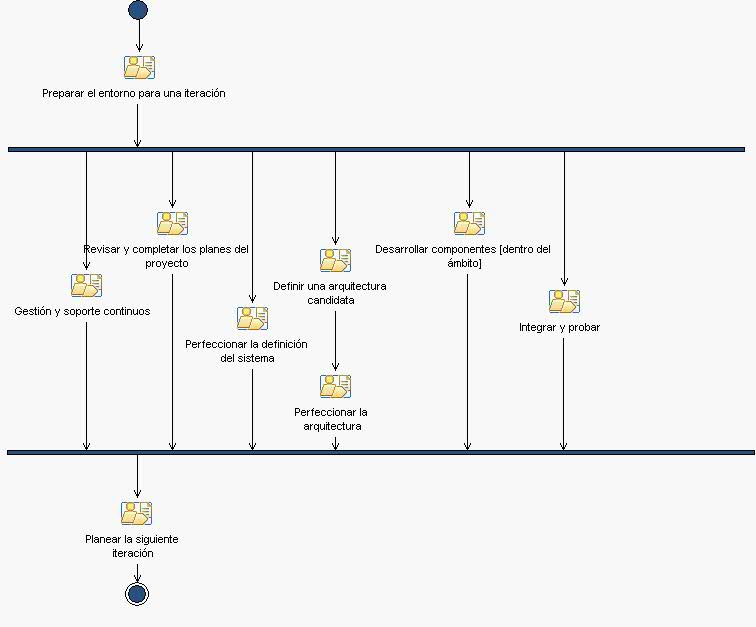 Preparar el entorno para una iteración
Revisar y completar los planes del
proyecto
Desarrollar componentes [dentro del
ámbito]
Definir una arquitectura
candidata
Gestión y soporte continuos
Integrar y probar
Perfeccionar la definición
del sistema
Perfeccionar la
arquitectura
Planear la siguiente
iteración